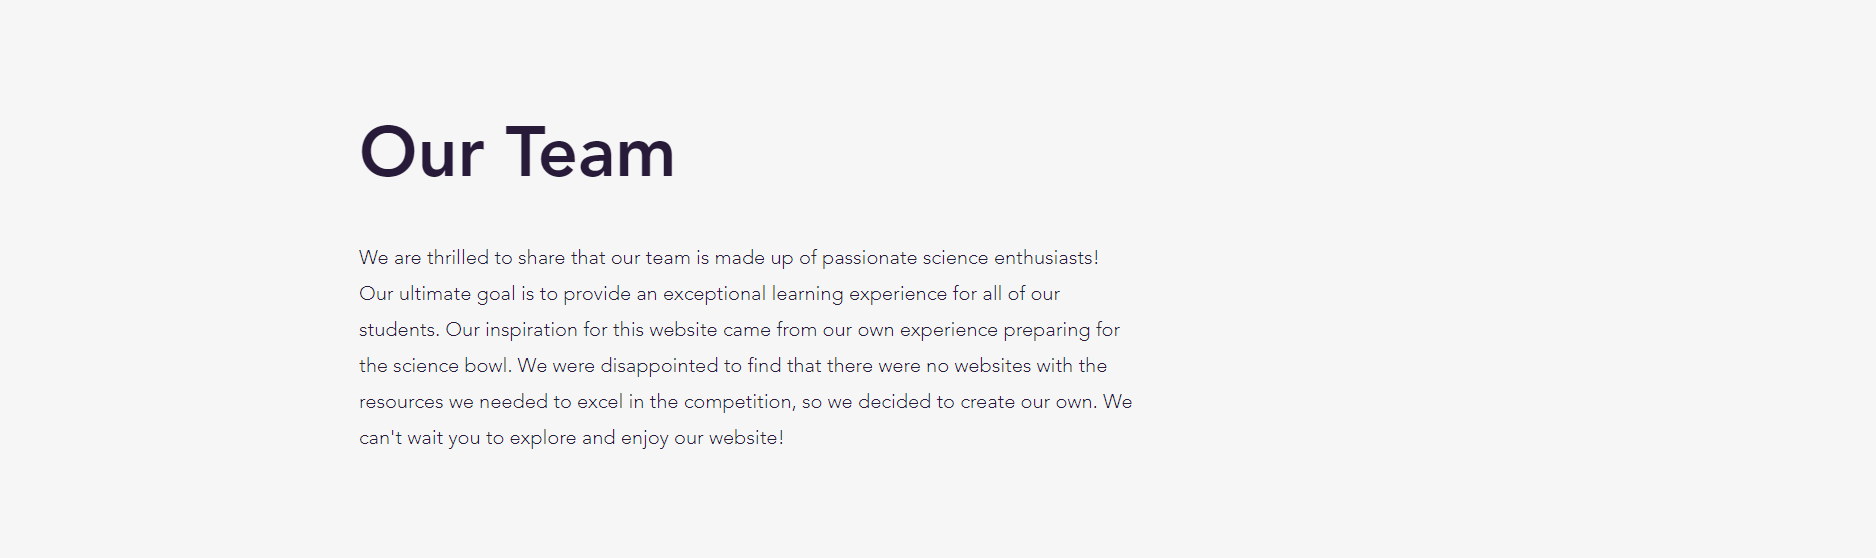 Our Team
We are thrilled to share that our team is made up of passionate science enthusiasts!
Our ultimate goal is to provide an exceptional learning experience for all of our
students. Our inspiration for this website came from our own experience preparing for
the science bowl. We were disappointed to find that there were no websites with the
resources we needed to excel in the competition, so we decided to create our own. We
can't wait you to explore and enjoy our website!